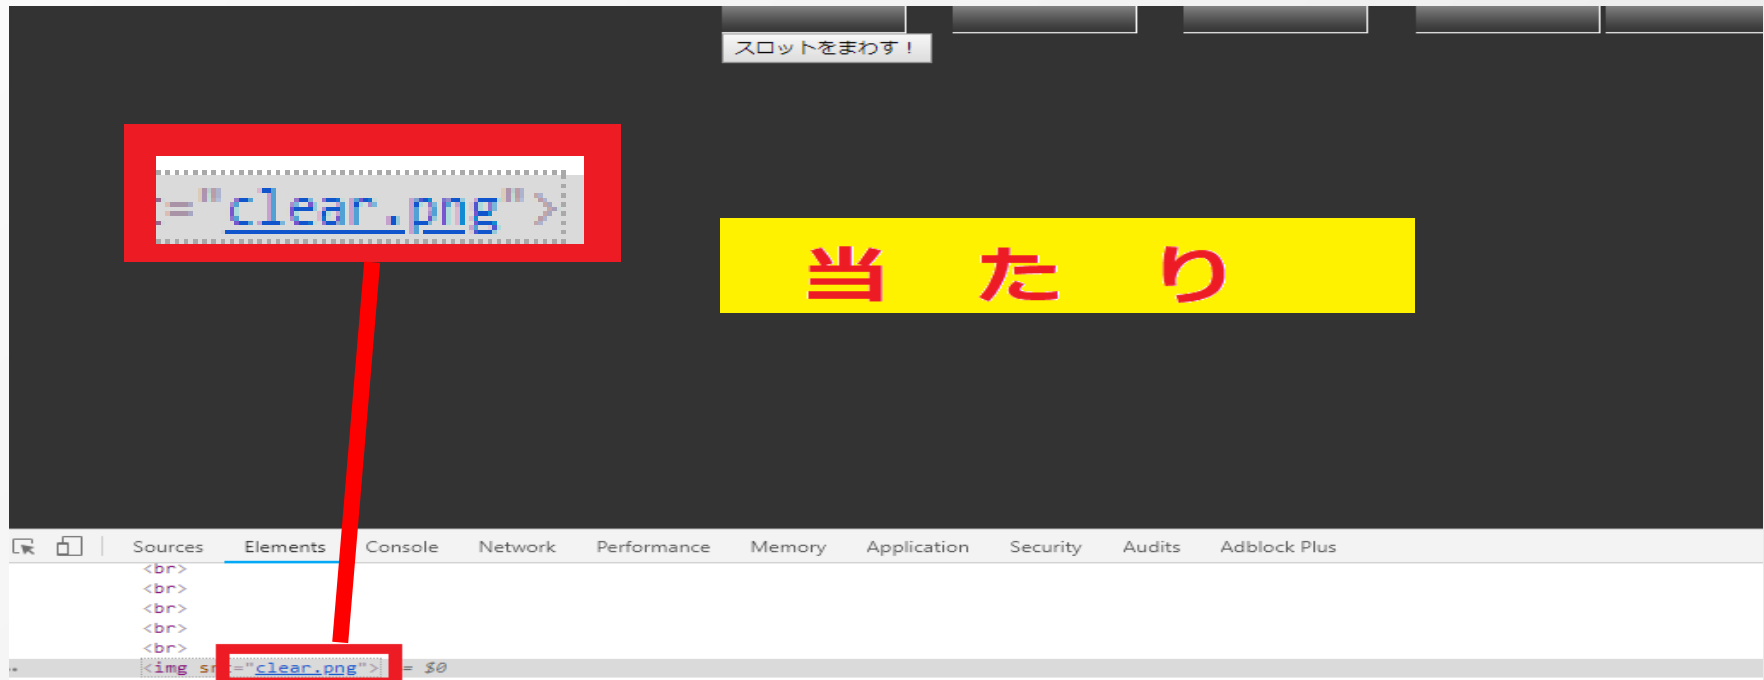 スロットをまわす！
="clear.png">
当たり
Sources Elements Console Network Performance Memory Application Security Audits Adblock Plus
<br>
<br>
<br>
<br>
<br>
<img sr="clear.png"> = $0